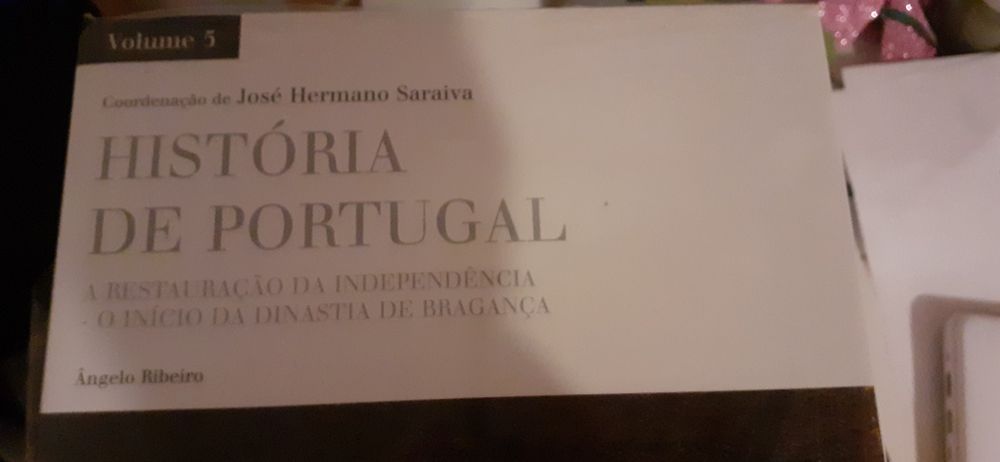 Volume 5
Coordenação de José Hermano Saraiva
HISTÓRIA
DE PORTUGAL
A RESTAURAÇÃO DA INDEPENDÊNCIA
- O INÍCIO DA DINASTIA DE BRAGANÇA
Ângelo Ribeiro